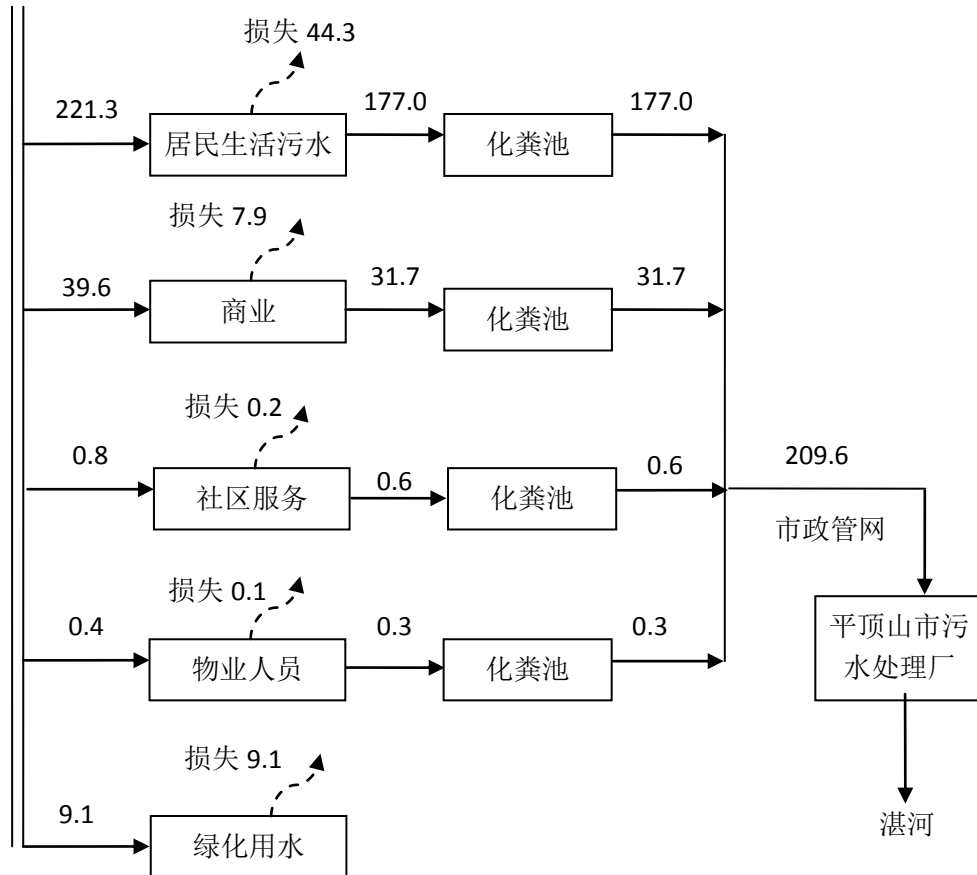 损失 44.3
221.3
居民生活污水
177.0
化粪池
177.0
损失 7.9
39.6
商业
31.7
化粪池
31.7
损失 0.2
0.8
社区服务
0.6
化粪池
0.6
209.6
市政管网
损失 0.1
0.4
物业人员
0.3
化粪池
0.3
平顶山市污
水处理厂
损失 9.1
9.1
绿化用水
湛河